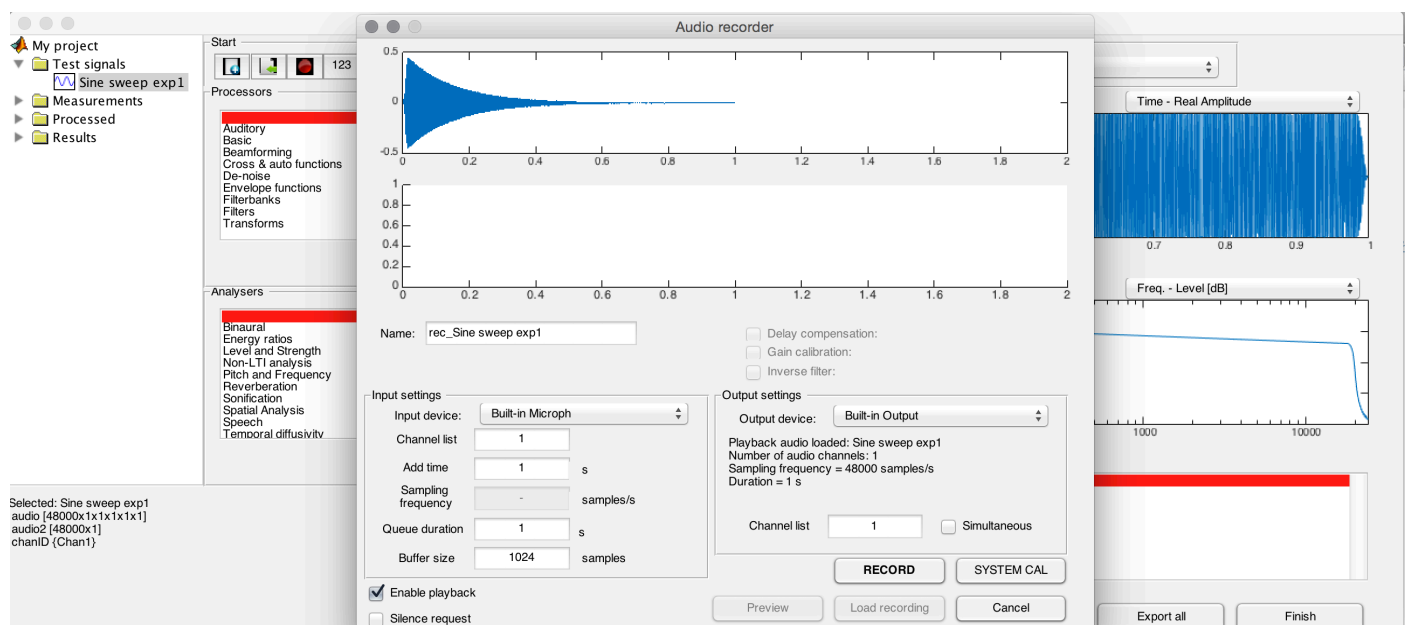 Audio recorder
My project
Test signals
Sine sweep exp1
Measurements
Processed
Results
Start
123
Processors
Auditory
Basic
Beamforming
Cross & auto functions
De-noise
Envelope functions
Filterbanks
Filters
Transforms
Analysers
Binaural
Energy ratios
Level and Strength
Non-LTI analysis
Pitch and Frequency
Reverberation
Sonification
Spatial Analysis
Speech
Temporal diffusivity
Selected: Sine sweep exp1
audio [48000x1x1x1x1x1]
audio2 [48000x1]
chanID {Chan1}
0.5
0
-0.5
0 0.2 0.4 0.6 0.8 1 1.2 1.4 1.6 1.8 2
1
0.8
0.6
0.4
0.2
0
0 0.2 0.4 0.6 0.8 1 1.2 1.4 1.6 1.8 2
Name: rec_Sine sweep exp1
Delay compensation:
Gain calibration:
Inverse filter:
Input settings
Input device: Built-in Microph
Channel list 1
Add time 1 s
Sampling
frequency - samples/s
Queue duration 1 s
Buffer size 1024 samples
Enable playback
Silence request
Output settings
Output device: Built-in Output
Playback audio loaded: Sine sweep exp1
Number of audio channels: 1
Sampling frequency = 48000 samples/s
Duration = 1 s
Channel list 1 Simultaneous
RECORD SYSTEM CAL
Preview Load recording Cancel
Time - Real Amplitude
0.7 0.8 0.9 1
Freq. - Level [dB]
1000 10000
Export all Finish